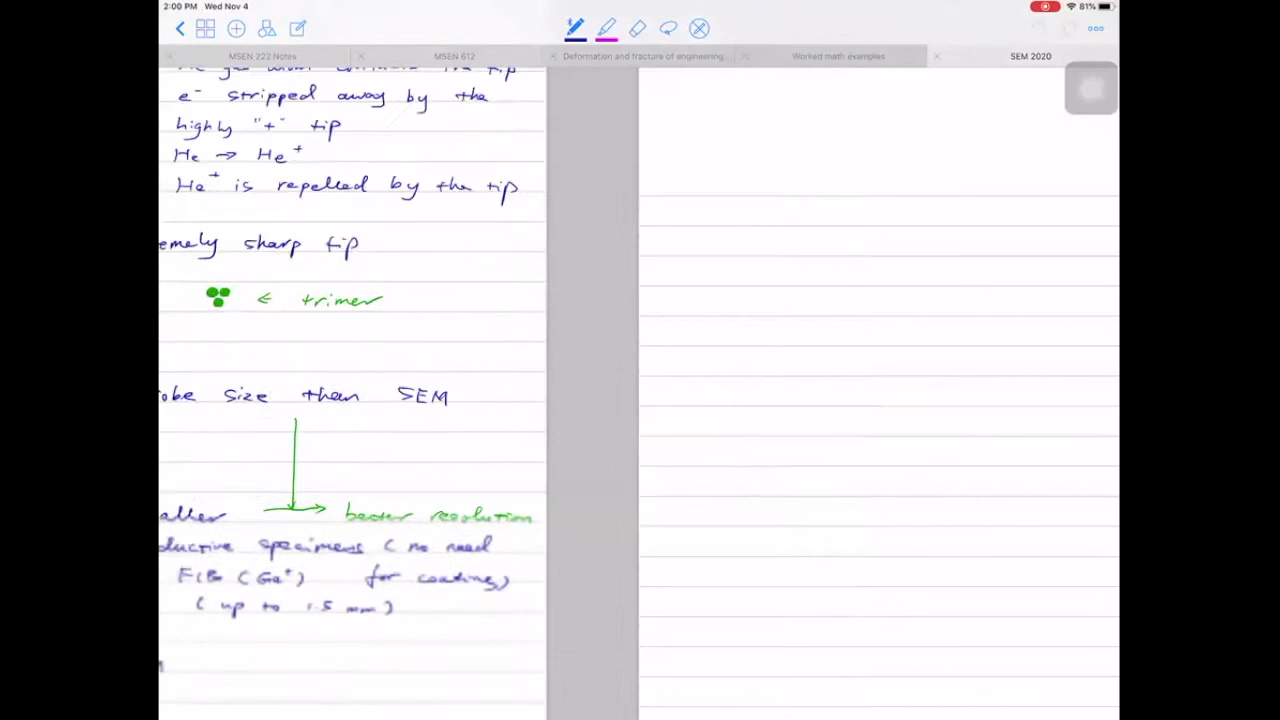 2:00 PM Wed Nov 4
81%
MSEN 222 Notes
MSEN 612
Deformation and fracture of engineering
Worked math examples
SEM 2020
tip
e⁻ stripped away by the
highly "+" tip
He → He⁺
He⁺ is repelled by the tip
emely sharp tip
← trimer
obe size than SEM
aller → better resolution
ductive specimens (no need
FIB (Ga⁺) for coating)
(up to 1.5 mm)